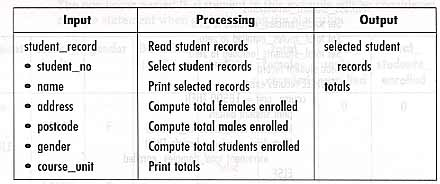 Input Processing Output
student_record Read student records selected student
• student_no Select student records records
• name Print selected records totals
• address Compute total females enrolled
• postcode Compute total males enrolled
• gender Compute total students enrolled
• course_unit Print totals